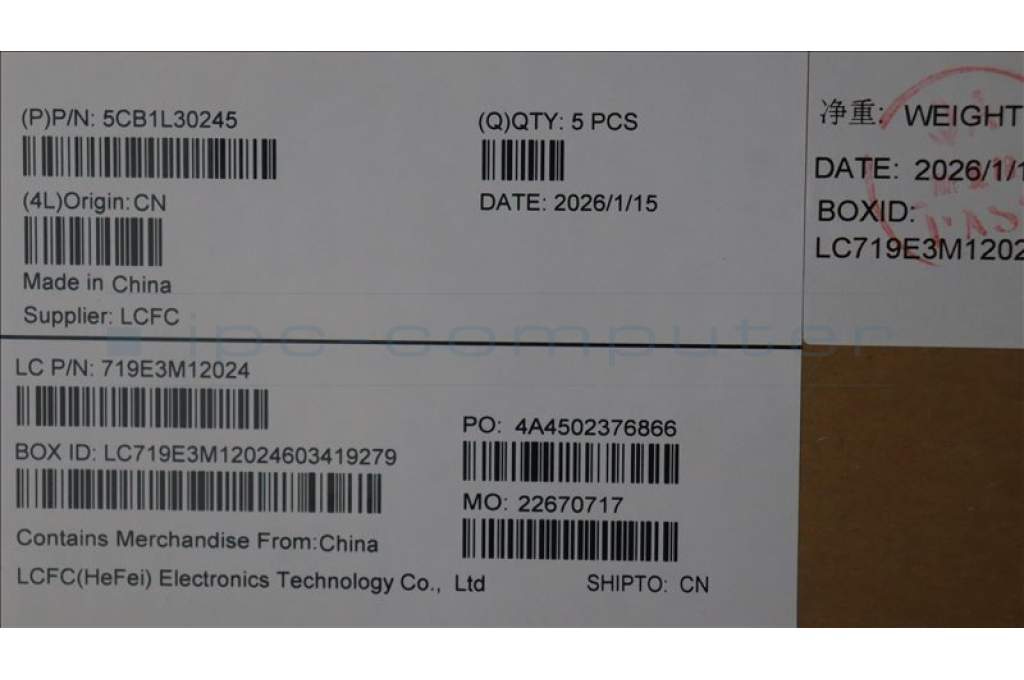 (P)P/N: 5CB1L30245
(Q)QTY: 5 PCS
(4L)Origin:CN
DATE: 2026/1/15
Made in China
Supplier: LCFC
LC P/N: 719E3M12024
PO: 4A4502376866
BOX ID: LC719E3M12024603419279
MO: 22670717
Contains Merchandise From:China
LCFC(HeFei) Electronics Technology Co., Ltd
SHIPTO: CN
净重: WEIGHT
DATE: 2026/1/1
BOXID:
LC719E3M1202
ipc-computer